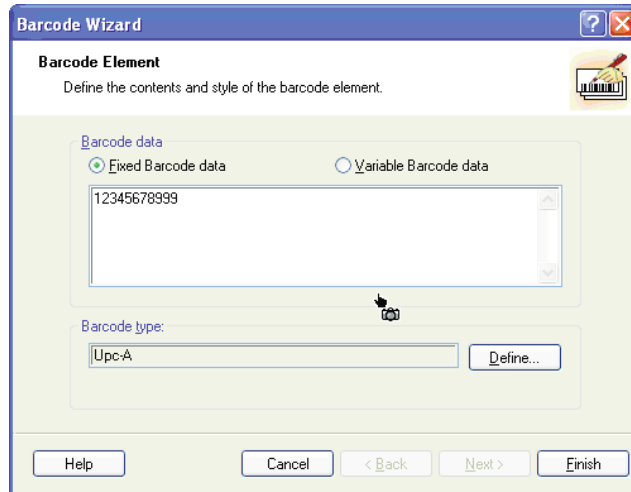 Barcode Wizard
Barcode Element
Define the contents and style of the barcode element.
Barcode data
Fixed Barcode data Variable Barcode data
12345678999
Barcode type:
Upc-A Define...
Help Cancel < Back Next > Finish